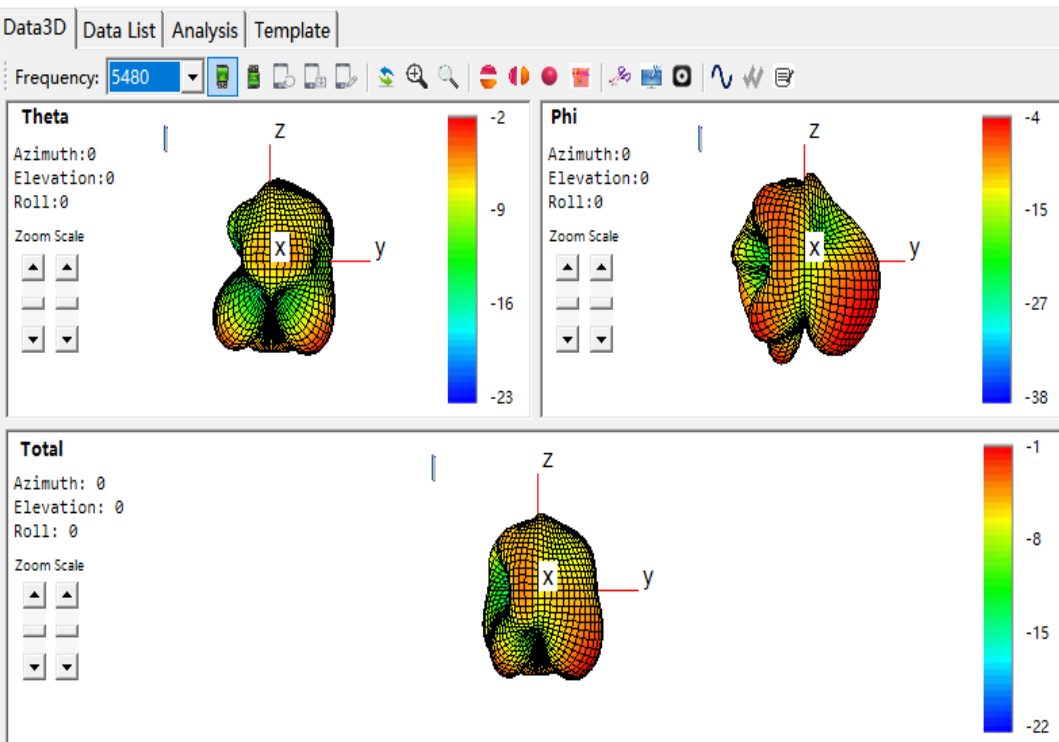 Data3D Data List Analysis Template
Frequency: 5480
Theta
Azimuth:0
Elevation:0
Roll:0
Zoom Scale
Z
X
y
-2
-9
-16
-23
Phi
Azimuth:0
Elevation:0
Roll:0
Zoom Scale
Z
X
y
-4
-15
-27
-38
Total
Azimuth: 0
Elevation: 0
Roll: 0
Zoom Scale
Z
X
y
-1
-8
-15
-22